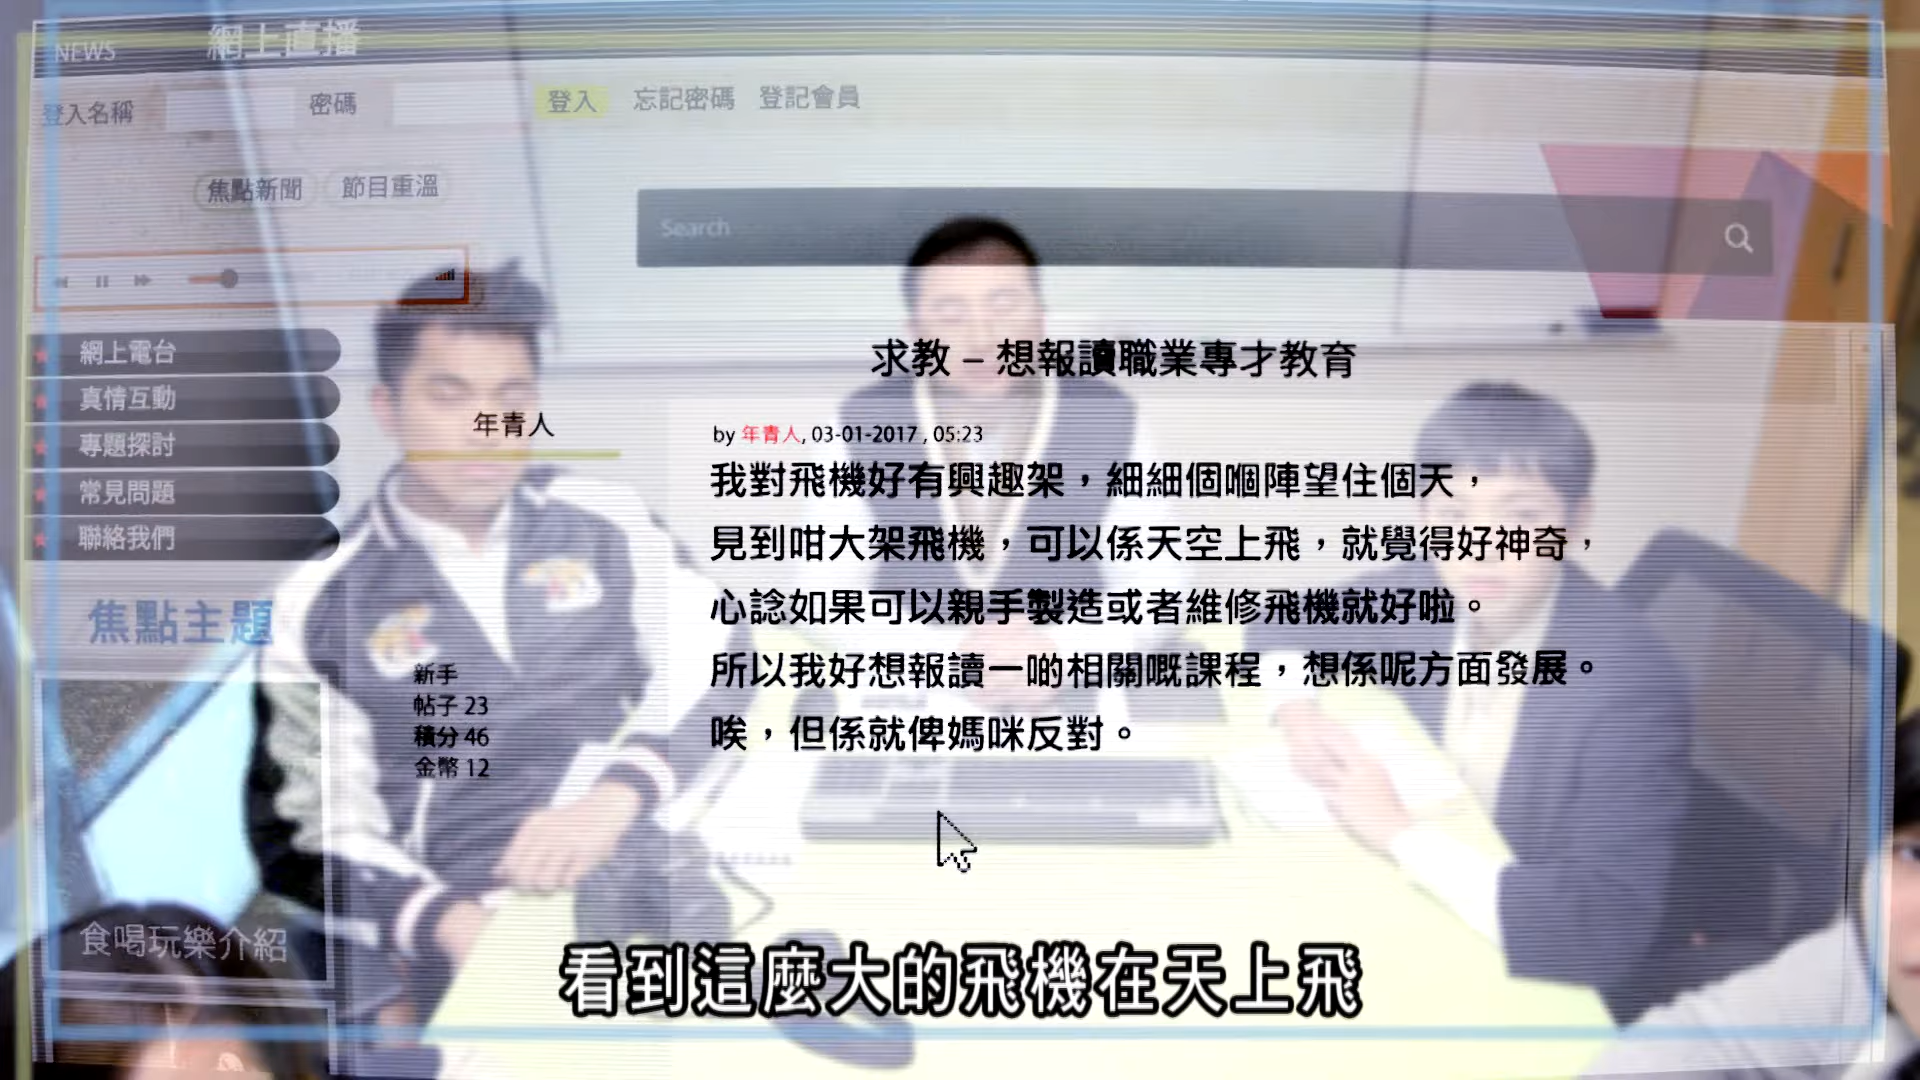 NEWS
網上直播
登入名稱
密碼
登入
忘記密碼
登記會員
焦點新聞
節目重溫
Search
網上電台
真情互動
專題探討
常見問題
聯絡我們
焦點主題
食喝玩樂介紹
年青人
新手
帖子 23
積分 46
金幣 12
求教 – 想報讀職業專才教育
by 年青人, 03-01-2017 , 05:23
我對飛機好有興趣架，細細個嗰陣望住個天，
見到咁大架飛機，可以係天空上飛，就覺得好神奇，
心諗如果可以親手製造或者維修飛機就好啦。
所以我好想報讀一啲相關嘅課程，想係呢方面發展。
唉，但係就俾媽咪反對。
看到這麼大的飛機在天上飛